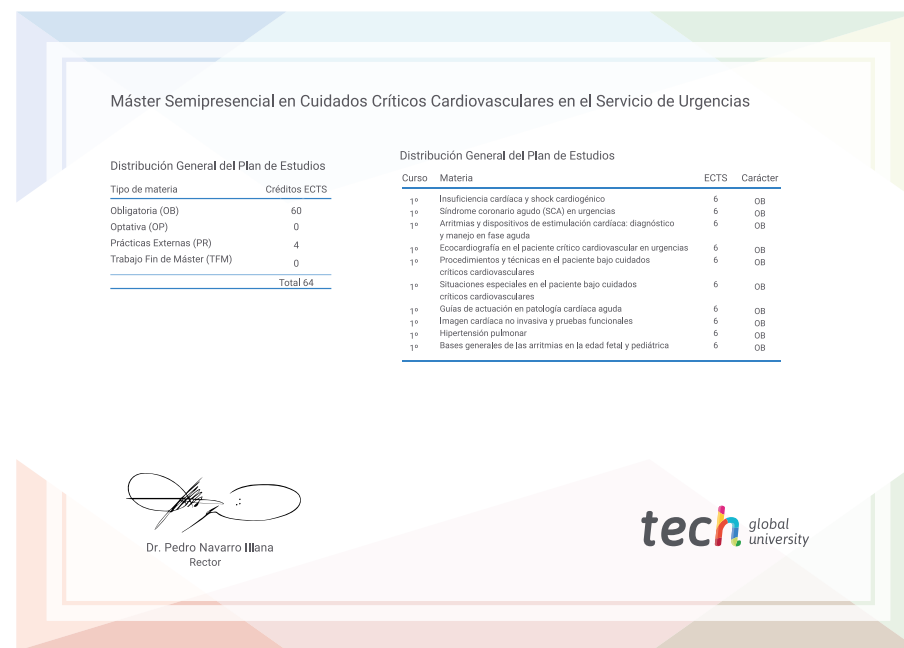 Máster Semipresencial en Cuidados Críticos Cardiovasculares en el Servicio de Urgencias
Distribución General del Plan de Estudios
Tipo de materia Créditos ECTS
Obligatoria (OB) 60
Optativa (OP) 0
Prácticas Externas (PR) 4
Trabajo Fin de Máster (TFM) 0
Total 64
Distribución General del Plan de Estudios
Curso Materia ECTS Carácter
1º Insuficiencia cardíaca y shock cardiogénico 6 OB
1º Síndrome coronario agudo (SCA) en urgencias 6 OB
1º Arritmias y dispositivos de estimulación cardíaca: diagnóstico 6 OB
y manejo en fase aguda
1º Ecocardiografía en el paciente crítico cardiovascular en urgencias 6 OB
1º Procedimientos y técnicas en el paciente bajo cuidados 6 OB
críticos cardiovasculares
1º Situaciones especiales en el paciente bajo cuidados 6 OB
críticos cardiovasculares
1º Guías de actuación en patología cardíaca aguda 6 OB
1º Imagen cardíaca no invasiva y pruebas funcionales 6 OB
1º Hipertensión pulmonar 6 OB
1º Bases generales de las arritmias en la edad fetal y pediátrica 6 OB
Dr. Pedro Navarro Illana
Rector
tech global
university